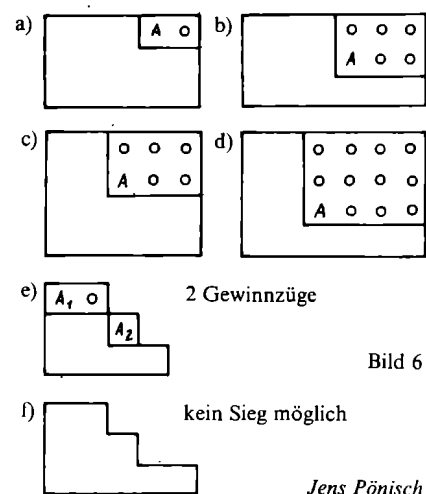 a) A o b) o o o
A o o
c) o o o d) o o o o
A o o o o o o
A o o o
e) A₁ o 2 Gewinnzüge
A₂
Bild 6
f) kein Sieg möglich
Jens Pönisch